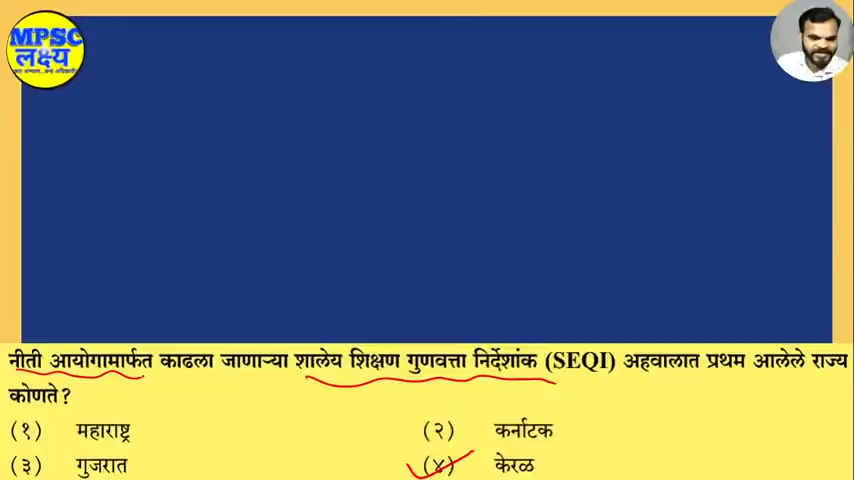 MPSC
लक्ष्य
नीती आयोगामार्फत काढला जाणाऱ्या शालेय शिक्षण गुणवत्ता निर्देशांक (SEQI) अहवालात प्रथम आलेले राज्य
कोणते?
(१) महाराष्ट्र (२) कर्नाटक
(३) गुजरात (४) केरळ